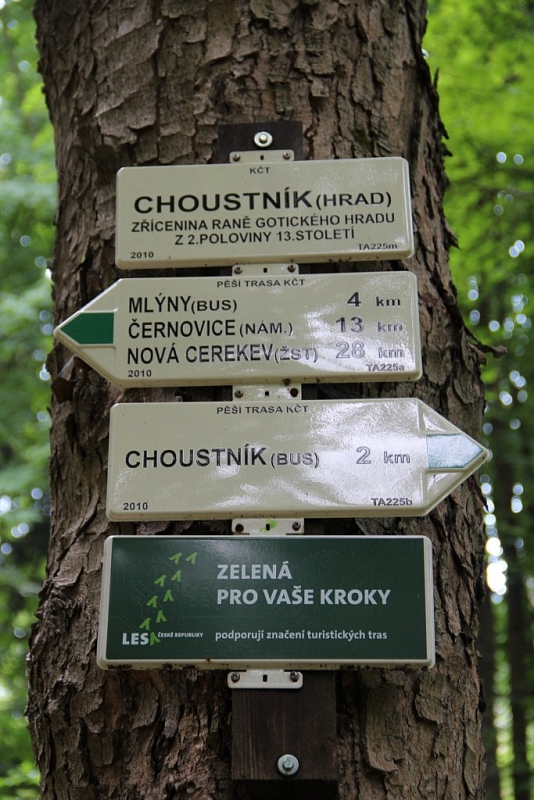 KČT
CHOUSTNÍK (HRAD)
ZŘÍCENINA RANĚ GOTICKÉHO HRADU
Z 2.POLOVINY 13.STOLETÍ
2010 TA225m
PĚŠÍ TRASA KČT
MLÝNY(BUS) 4 km
ČERNOVICE (NÁM.) 13 km
NOVÁ CEREKEV(ŽST) 28 km
2010 TA225a
PĚŠÍ TRASA KČT
CHOUSTNÍK (BUS) 2 km
2010 TA225b
ZELENÁ
PRO VAŠE KROKY
LESY ČESKÉ REPUBLIKY podporují značení turistických tras